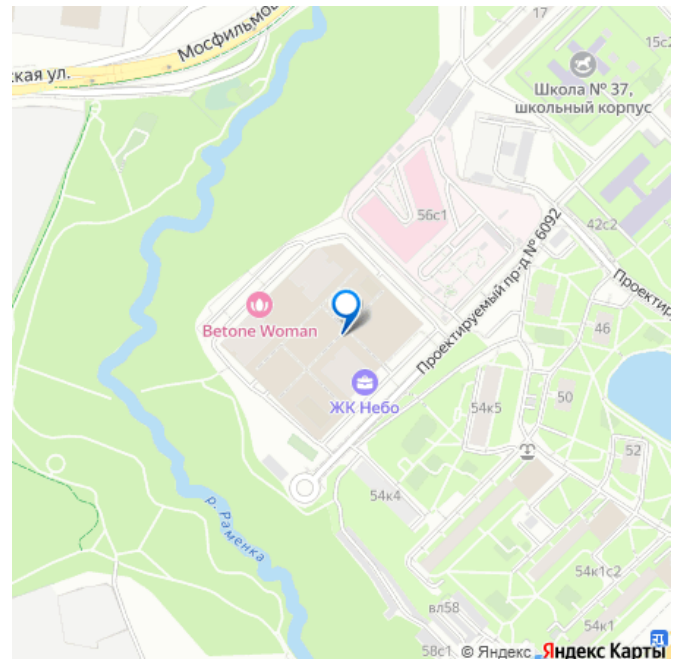 17
15с2
Мосфильмов
ская ул.
Школа № 37,
школьный корпус
56с1
42с2
Проектируемый пр-д № 6092
Проектир
Betone Woman
46
ЖК Небо
50
54к5
52
54к4
р. Раменка
54к1с2
вл58
54к1
58с1
© Яндекс Яндекс Карты